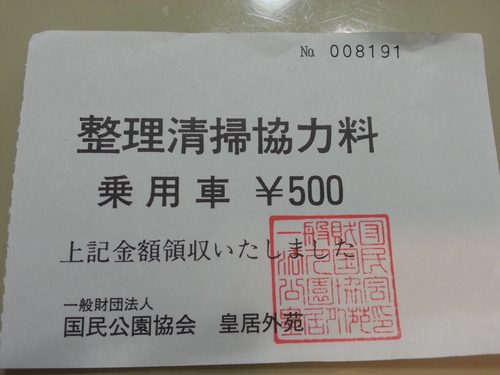 No. 008191
整理清掃協力料
乗用車 ¥500
上記金額領収いたしました
一般財団法人
国民公園協会 皇居外苑